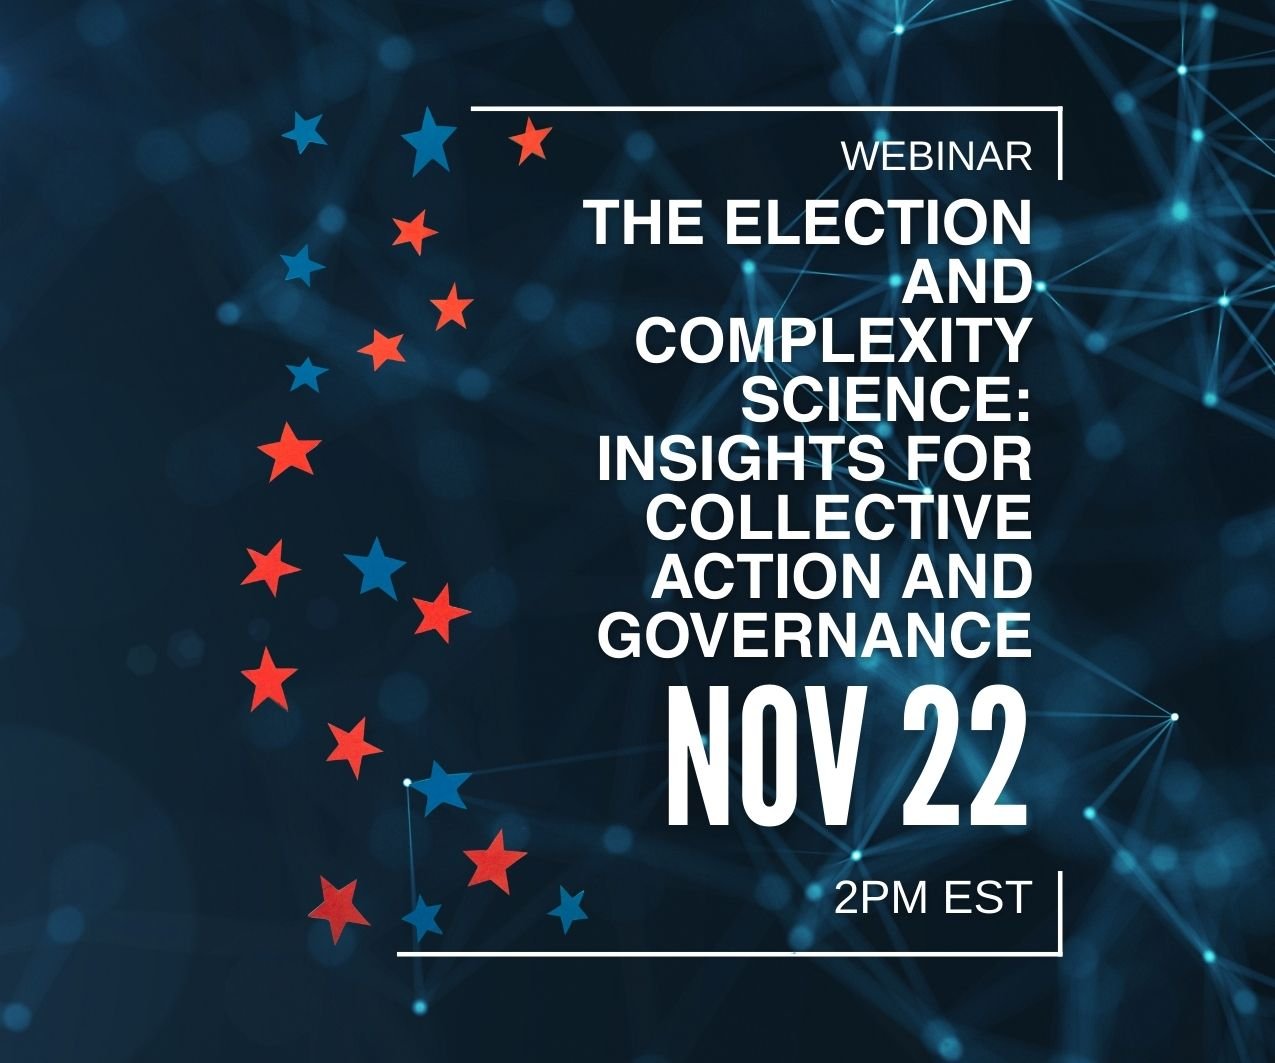 WEBINAR
THE ELECTION
AND
COMPLEXITY
SCIENCE:
INSIGHTS FOR
COLLECTIVE
ACTION AND
GOVERNANCE
NOV 22
2PM EST